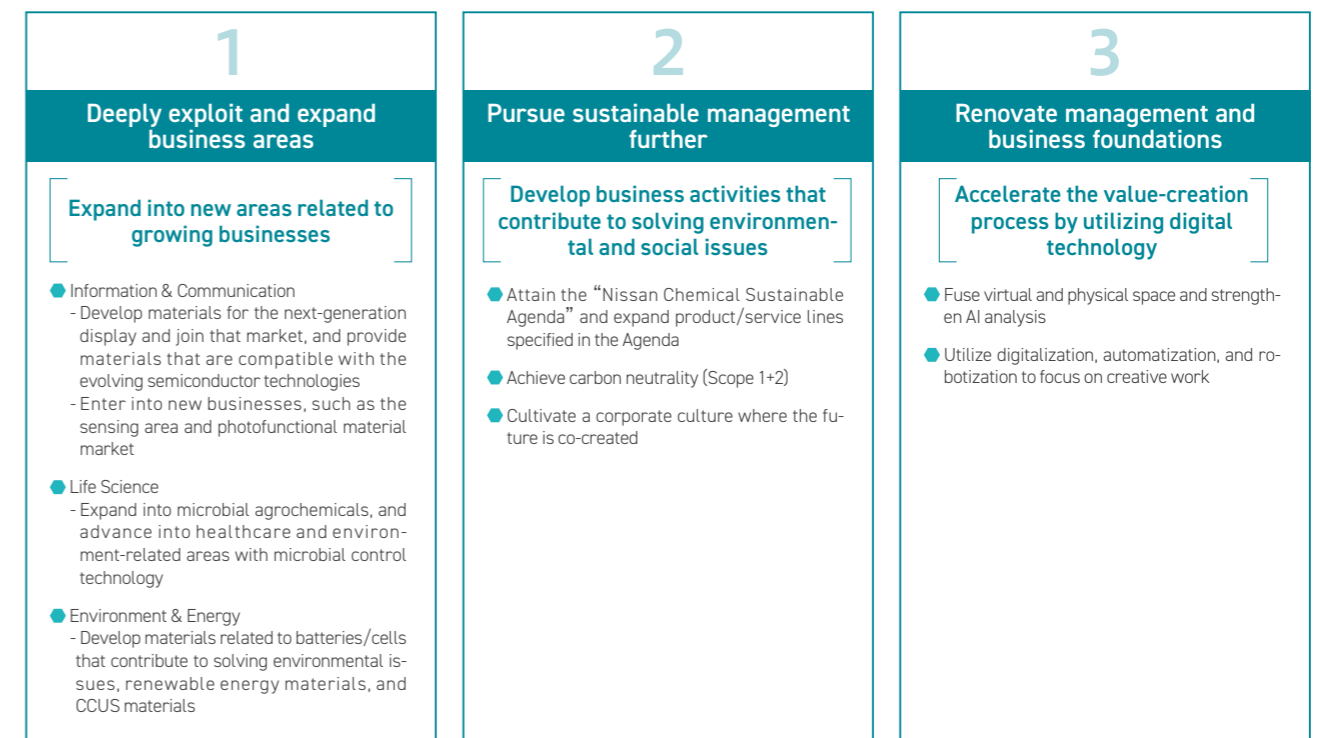 1
Deeply exploit and expand
business areas
Expand into new areas related to
growing businesses
Information & Communication
- Develop materials for the next-generation
display and join that market, and provide
materials that are compatible with the
evolving semiconductor technologies
- Enter into new businesses, such as the
sensing area and photofunctional material
market
Life Science
- Expand into microbial agrochemicals, and
advance into healthcare and environ-
ment-related areas with microbial control
technology
Environment & Energy
- Develop materials related to batteries/cells
that contribute to solving environmental is-
sues, renewable energy materials, and
CCUS materials
2
Pursue sustainable management
further
Develop business activities that
contribute to solving environmen-
tal and social issues
Attain the “Nissan Chemical Sustainable
Agenda” and expand product/service lines
specified in the Agenda
Achieve carbon neutrality (Scope 1+2)
Cultivate a corporate culture where the fu-
ture is co-created
3
Renovate management and
business foundations
Accelerate the value-creation
process by utilizing digital
technology
Fuse virtual and physical space and strength-
en AI analysis
Utilize digitalization, automatization, and ro-
botization to focus on creative work